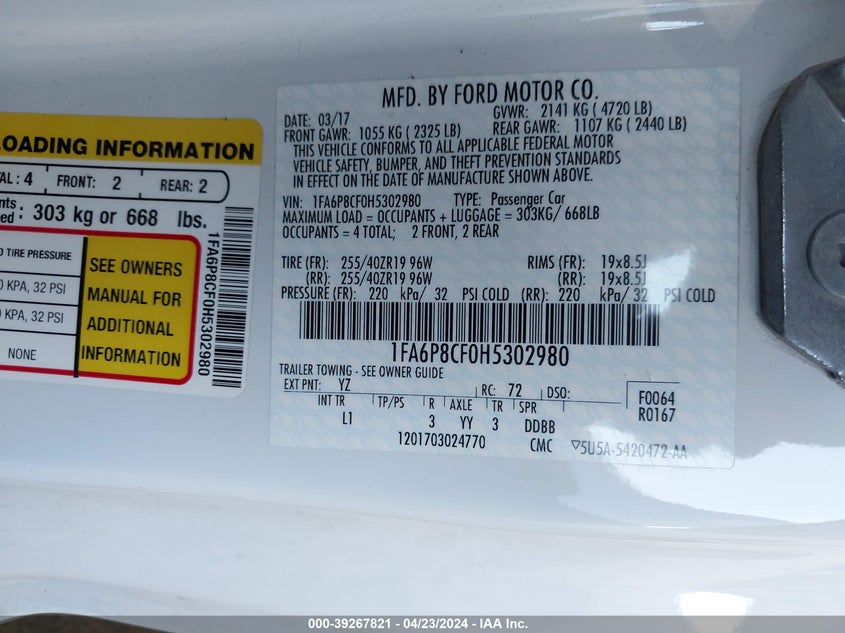 LOADING INFORMATION
TAL: 4 FRONT: 2 REAR: 2
303 kg or 668 lbs.
TIRE PRESSURE
KPA, 32 PSI
KPA, 32 PSI
NONE
SEE OWNERS
MANUAL FOR
ADDITIONAL
INFORMATION
1FA6P8CF0H5302980
MFD. BY FORD MOTOR CO.
DATE: 03/17 GVWR: 2141 KG ( 4720 LB)
FRONT GAWR: 1055 KG ( 2325 LB) REAR GAWR: 1107 KG ( 2440 LB)
THIS VEHICLE CONFORMS TO ALL APPLICABLE FEDERAL MOTOR
VEHICLE SAFETY, BUMPER, AND THEFT PREVENTION STANDARDS
IN EFFECT ON THE DATE OF MANUFACTURE SHOWN ABOVE.
VIN: 1FA6P8CF0H5302980 TYPE: Passenger Car
MAXIMUM LOAD = OCCUPANTS + LUGGAGE = 303KG/ 668LB
OCCUPANTS = 4 TOTAL; 2 FRONT, 2 REAR
TIRE (FR): 255/40ZR19 96W RIMS (FR): 19x8.5J
(RR): 255/40ZR19 96W (RR): 19x8.5J
PRESSURE (FR): 220 kPa/ 32 PSI COLD (RR): 220 kPa/ 32 PSI COLD
1FA6P8CF0H5302980
TRAILER TOWING - SEE OWNER GUIDE
EXT PNT: YZ RC: 72 DSO: F0064
INT TR TP/PS R AXLE TR SPR R0167
L1 3 YY 3 DDBB
1201703024770 CMC ▽5U5A-5420472-AA
000-39267821 - 04/23/2024 - IAA Inc.